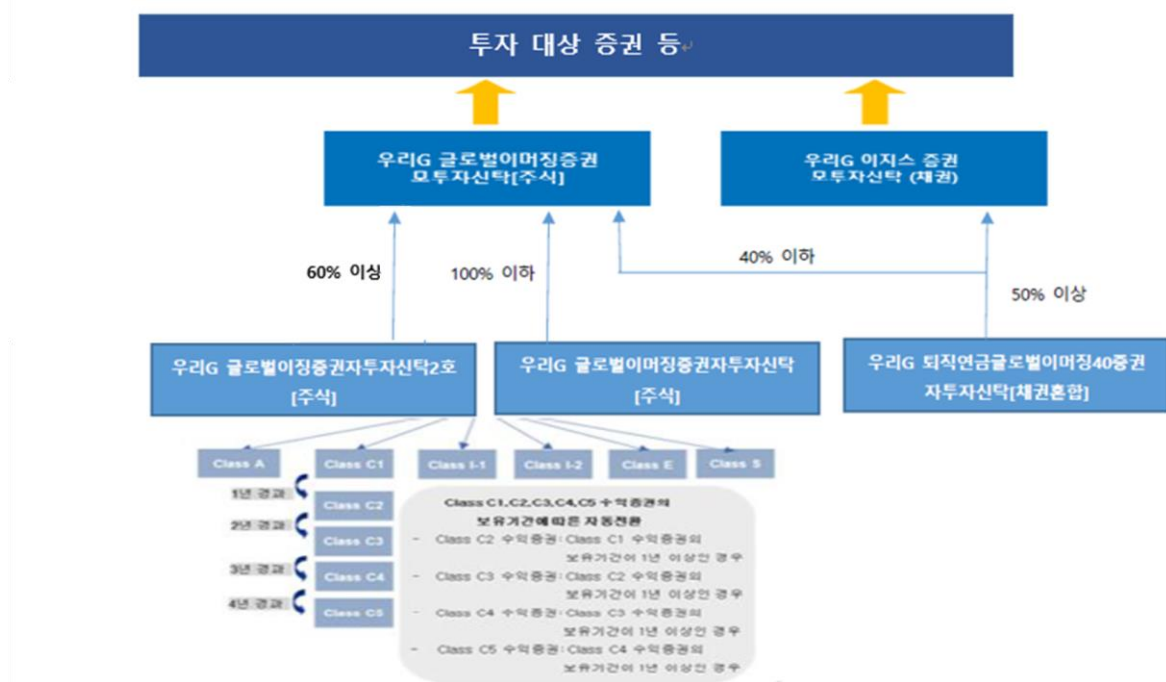 투자 대상 증권 등
우리G 글로벌이머징증권
모투자신탁[주식]
우리G 이지스 증권
모투자신탁 (채권)
60% 이싱
100% 이하
40% 이하
50% 이상
우리G 글로벌이징증권자투자신탁2호
[주식]
우리G 글로벌이머징증권자투자신탁
[주식]
우리G 퇴직연금글로벌이머징40증권
자투자신탁[채권혼합]
Class A
Class C1
Class I-1
Class I-2
Class E
Class S
1년 경과
Class C2
2년 경과
Class C3
3년 경과
Class C4
4년 경과
Class C5
Class C1,C2,C3,C4,C5 수익증권의
보유기간에 따른 자동전환
- Class C2 수익증권: Class C1 수익증권의
보유기간이 1년 이상인 경우
- Class C3 수익증권: Class C2 수익증권의
보유기간이 1년 이상인 경우
- Class C4 수익증권: Class C3 수익증권의
보유기간이 1년 이상인 경우
- Class C5 수익증권: Class C4 수익증권의
보유기간이 1년 이상인 경우